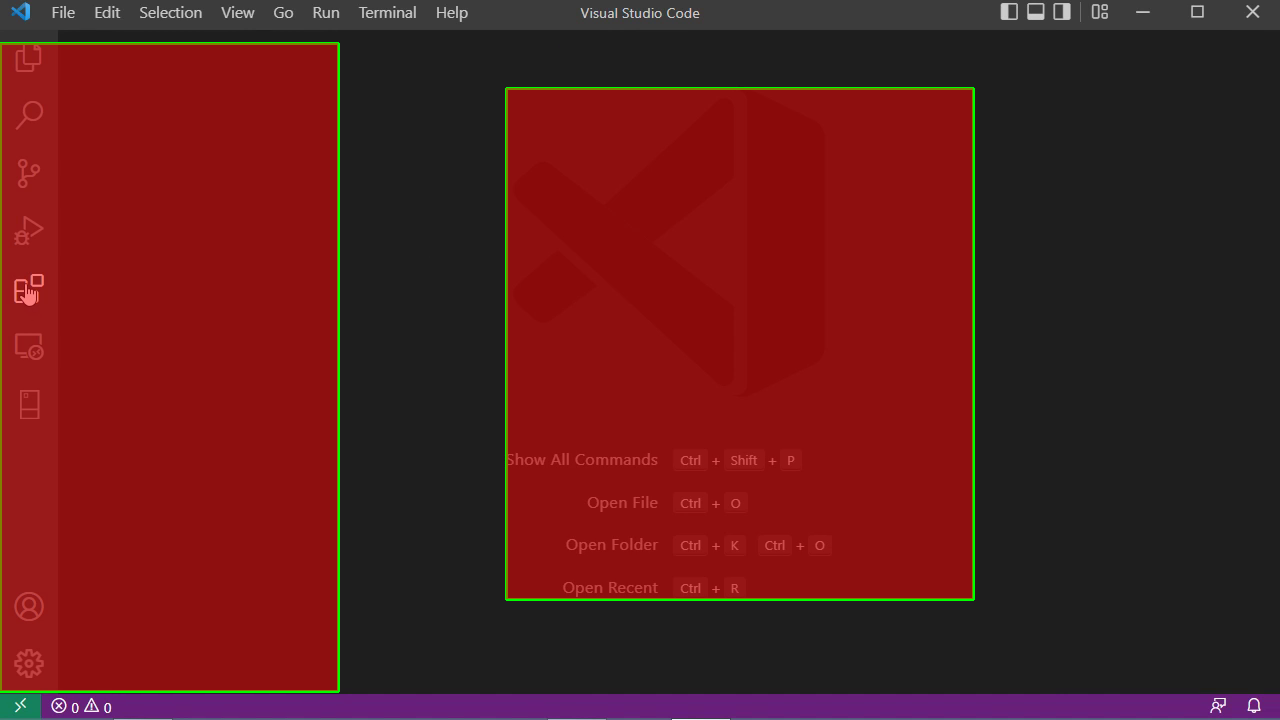 File Edit Selection View Go Run Terminal Help Visual Studio Code
Show All Commands Ctrl + Shift + P
Open File Ctrl + O
Open Folder Ctrl + K Ctrl + O
Open Recent Ctrl + R
0 0